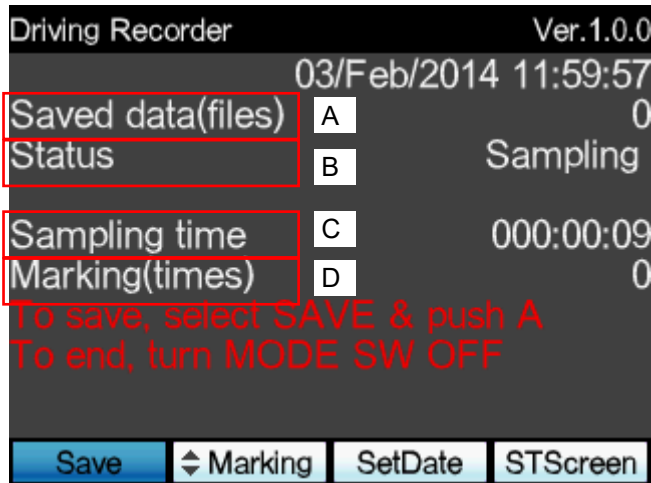 Driving Recorder Ver.1.0.0
03/Feb/2014 11:59:57
Saved data(files) A 0
Status B Sampling
Sampling time C 000:00:09
Marking(times) D 0
To save, select SAVE & push A
To end, turn MODE SW OFF
Save Marking SetDate STScreen